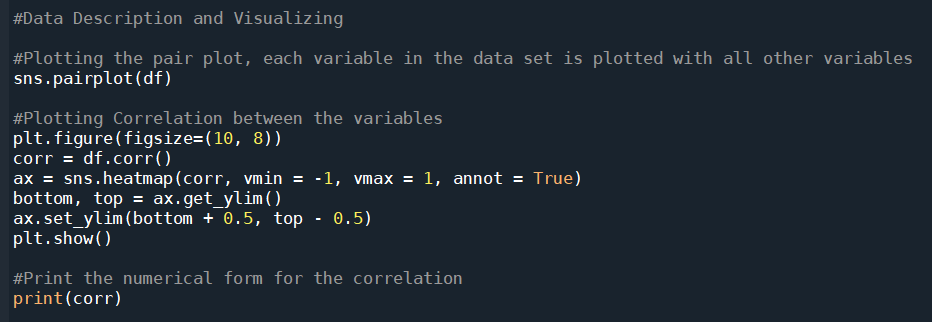 #Data Description and Visualizing
#Plotting the pair plot, each variable in the data set is plotted with all other variables
sns.pairplot(df)
#Plotting Correlation between the variables
plt.figure(figsize=(10, 8))
corr = df.corr()
ax = sns.heatmap(corr, vmin = -1, vmax = 1, annot = True)
bottom, top = ax.get_ylim()
ax.set_ylim(bottom + 0.5, top - 0.5)
plt.show()
#Print the numerical form for the correlation
print(corr)